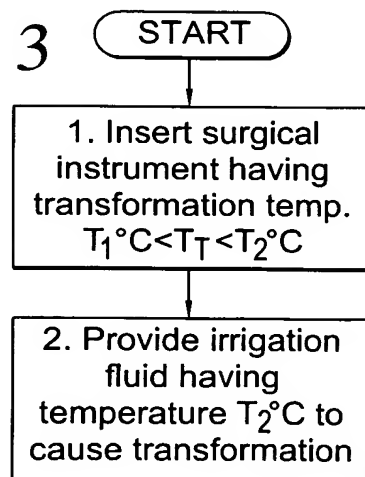 3
START
1. Insert surgical
instrument having
transformation temp.
T₁°C<T_T<T₂°C
2. Provide irrigation
fluid having
temperature T₂°C to
cause transformation